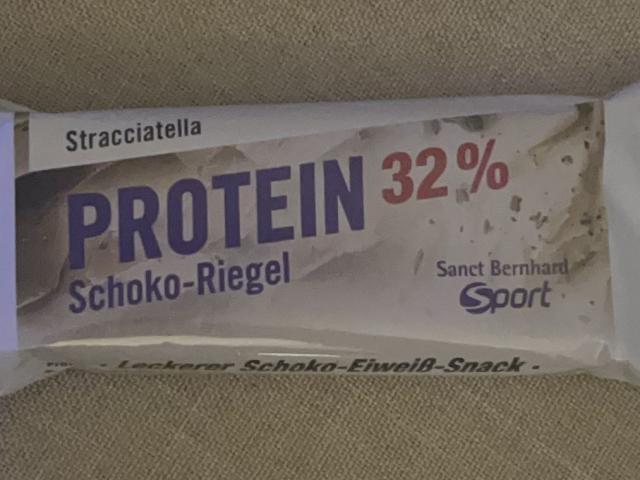 Stracciatella
PROTEIN 32%
Schoko-Riegel
Sanct Bernhard
Sport
Leckerer Schoko-Eiweiß-Snack